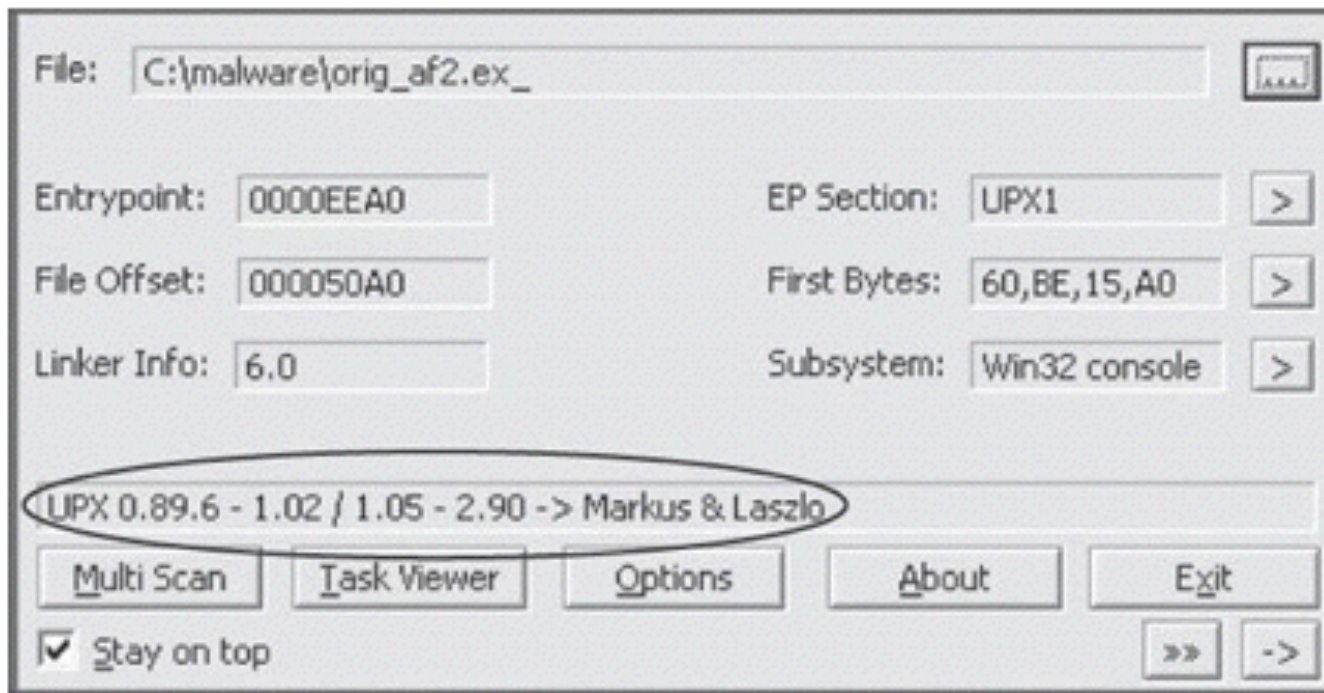 File: C:\malware\orig_af2.ex_ ...
Entrypoint: 0000EEA0 EP Section: UPX1 >
File Offset: 000050A0 First Bytes: 60,BE,15,A0 >
Linker Info: 6.0 Subsystem: Win32 console >
UPX 0.89.6 - 1.02 / 1.05 - 2.90 -> Markus & Laszlo
Multi Scan Task Viewer Options About Exit
Stay on top »» ->